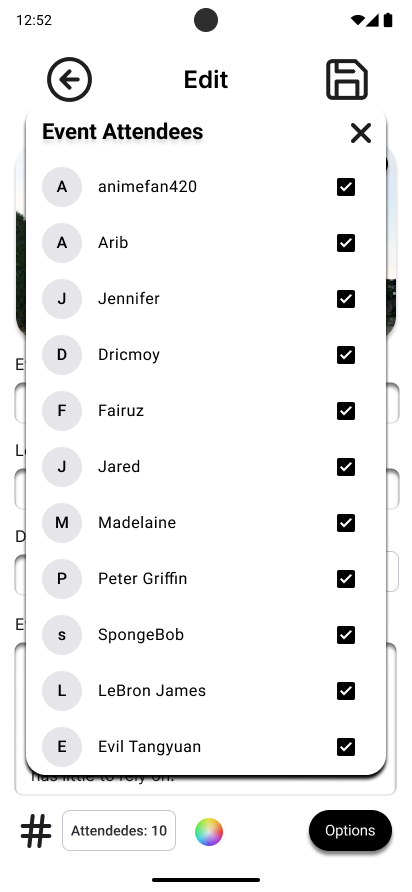 12:52
Edit
Event Attendees
A animefan420
A Arib
J Jennifer
D Dricmoy
F Fairuz
J Jared
M Madelaine
P Peter Griffin
s SpongeBob
L LeBron James
E Evil Tangyuan
has little to rely on.
# Attendedes: 10
Options